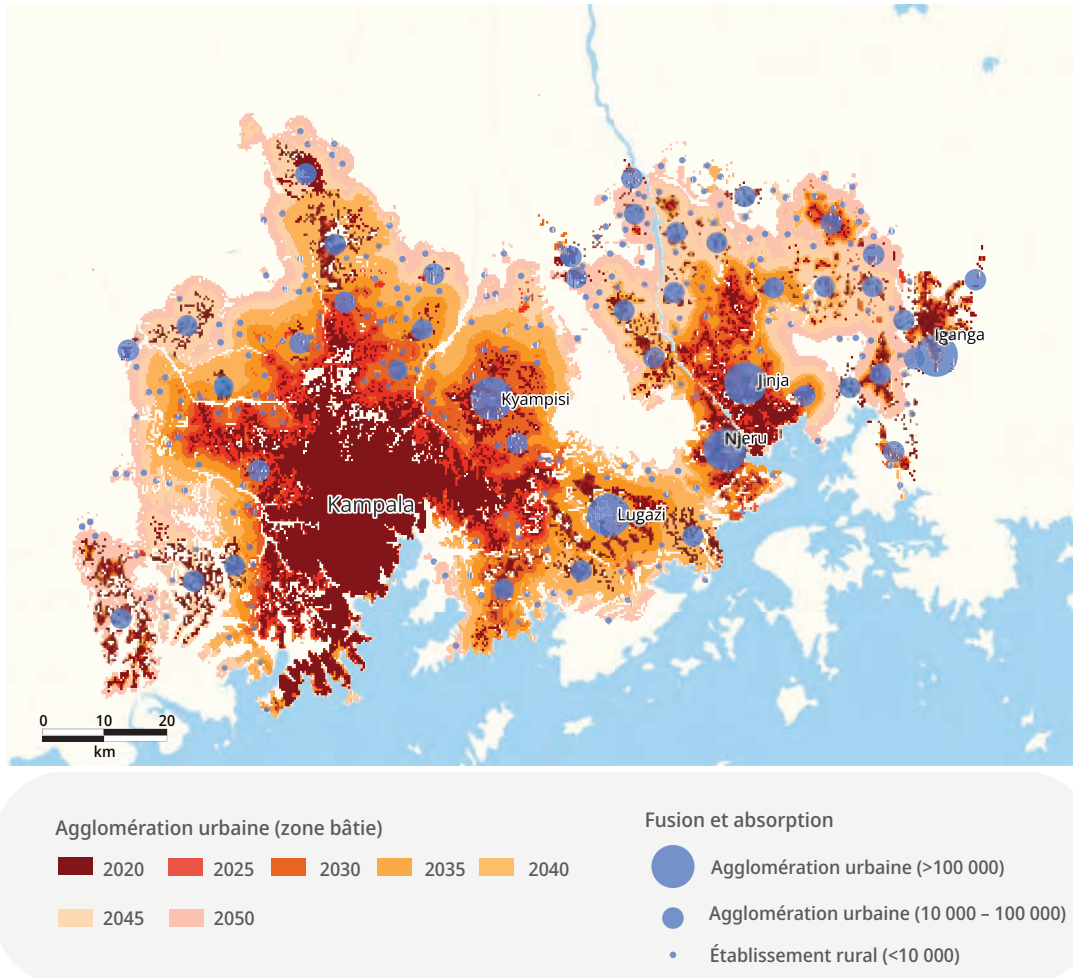 Iganga
Jinja
Kyampisi
Njeru
Kampala
Lugazi
0 10 20
km
Agglomération urbaine (zone bâtie)
2020 2025 2030 2035 2040
2045 2050
Fusion et absorption
Agglomération urbaine (>100 000)
Agglomération urbaine (10 000 – 100 000)
Établissement rural (<10 000)